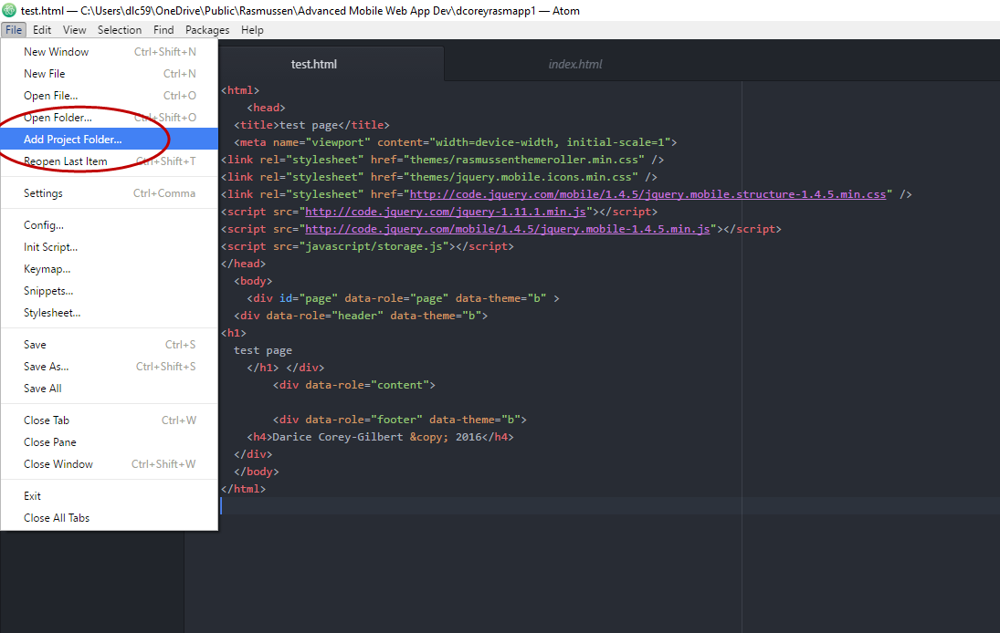 test.html — C:\Users\dlc59\OneDrive\Public\Rasmussen\Advanced Mobile Web App Dev\dcoreyrasmapp1 — Atom
File Edit View Selection Find Packages Help
New Window Ctrl+Shift+N
New File Ctrl+N
Open File... Ctrl+O
Open Folder... Ctrl+Shift+O
Add Project Folder...
Reopen Last Item Ctrl+Shift+T
Settings Ctrl+Comma
Config...
Init Script...
Keymap...
Snippets...
Stylesheet...
Save Ctrl+S
Save As... Ctrl+Shift+S
Save All
Close Tab Ctrl+W
Close Pane
Close Window Ctrl+Shift+W
Exit
Close All Tabs
test.html index.html
<html>
<head>
<title>test page</title>
<meta name="viewport" content="width=device-width, initial-scale=1">
<link rel="stylesheet" href="themes/rasmussenthemeroller.min.css" />
<link rel="stylesheet" href="themes/jquery.mobile.icons.min.css" />
<link rel="stylesheet" href="http://code.jquery.com/mobile/1.4.5/jquery.mobile.structure-1.4.5.min.css" />
<script src="http://code.jquery.com/jquery-1.11.1.min.js"></script>
<script src="http://code.jquery.com/mobile/1.4.5/jquery.mobile-1.4.5.min.js"></script>
<script src="javascript/storage.js"></script>
</head>
<body>
<div id="page" data-role="page" data-theme="b" >
<div data-role="header" data-theme="b">
<h1>
test page
</h1> </div>
<div data-role="content">
<div data-role="footer" data-theme="b">
<h4>Darice Corey-Gilbert &copy; 2016</h4>
</div>
</body>
</html>